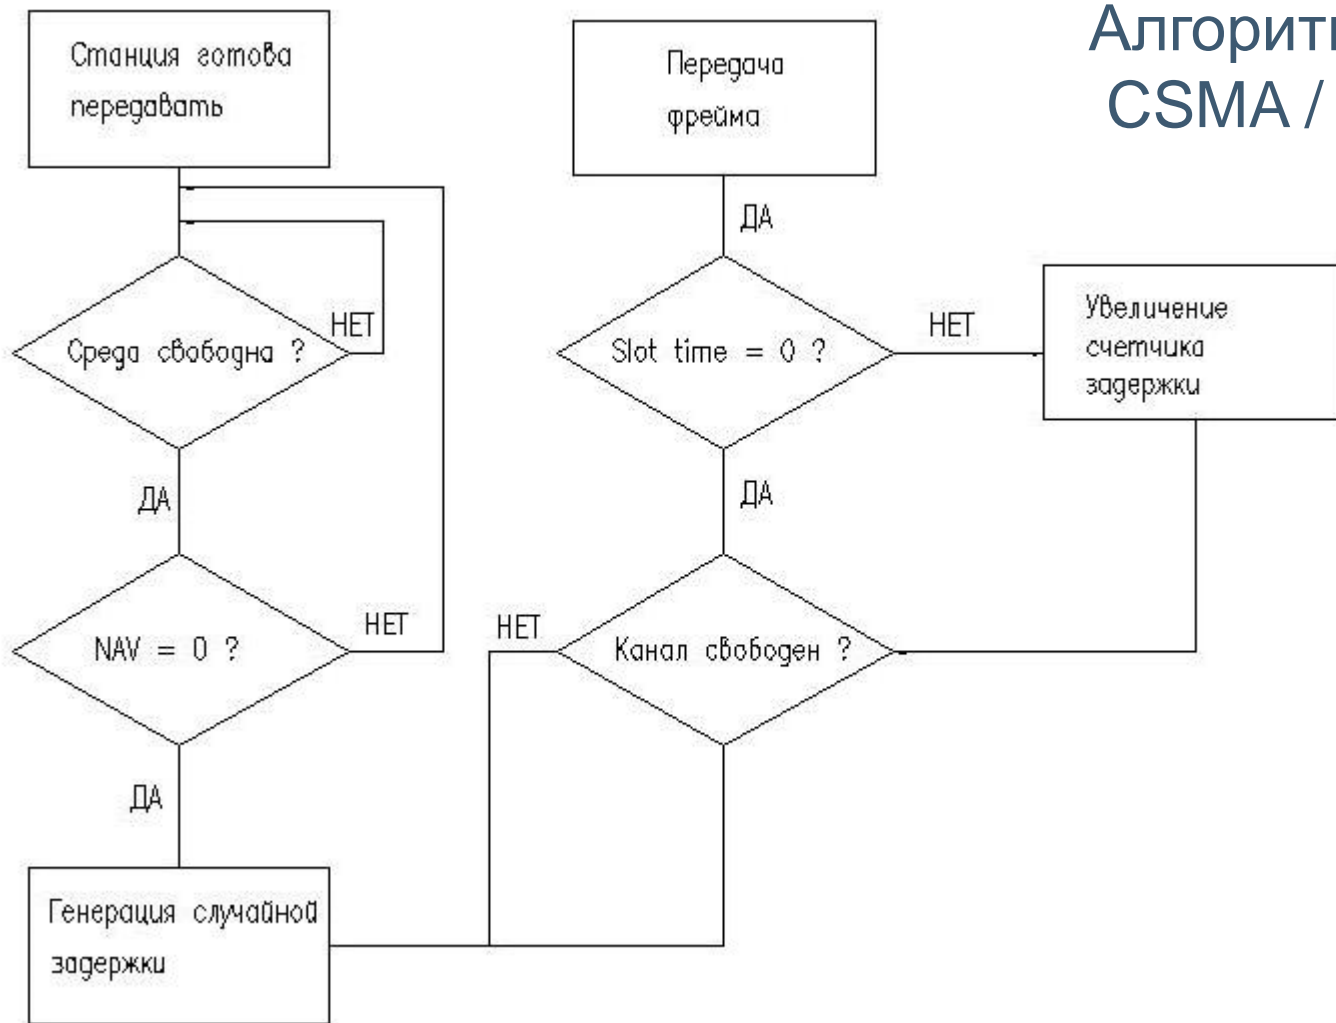 Алгорит
CSMA /
Станция готова
передавать
Передача
фрейма
ДА
Среда свободна ?
НЕТ
Slot time = 0 ?
НЕТ
Увеличение
счетчика
задержки
ДА
ДА
NAV = 0 ?
НЕТ
НЕТ
Канал свободен ?
ДА
Генерация случайной
задержки